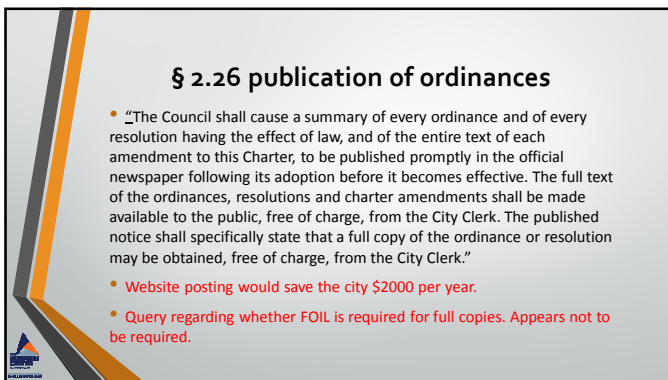 § 2.26 publication of ordinances
• "The Council shall cause a summary of every ordinance and of every
resolution having the effect of law, and of the entire text of each
amendment to this Charter, to be published promptly in the official
newspaper following its adoption before it becomes effective. The full text
of the ordinances, resolutions and charter amendments shall be made
available to the public, free of charge, from the City Clerk. The published
notice shall specifically state that a full copy of the ordinance or resolution
may be obtained, free of charge, from the City Clerk."
• Website posting would save the city $2000 per year.
• Query regarding whether FOIL is required for full copies. Appears not to
be required.